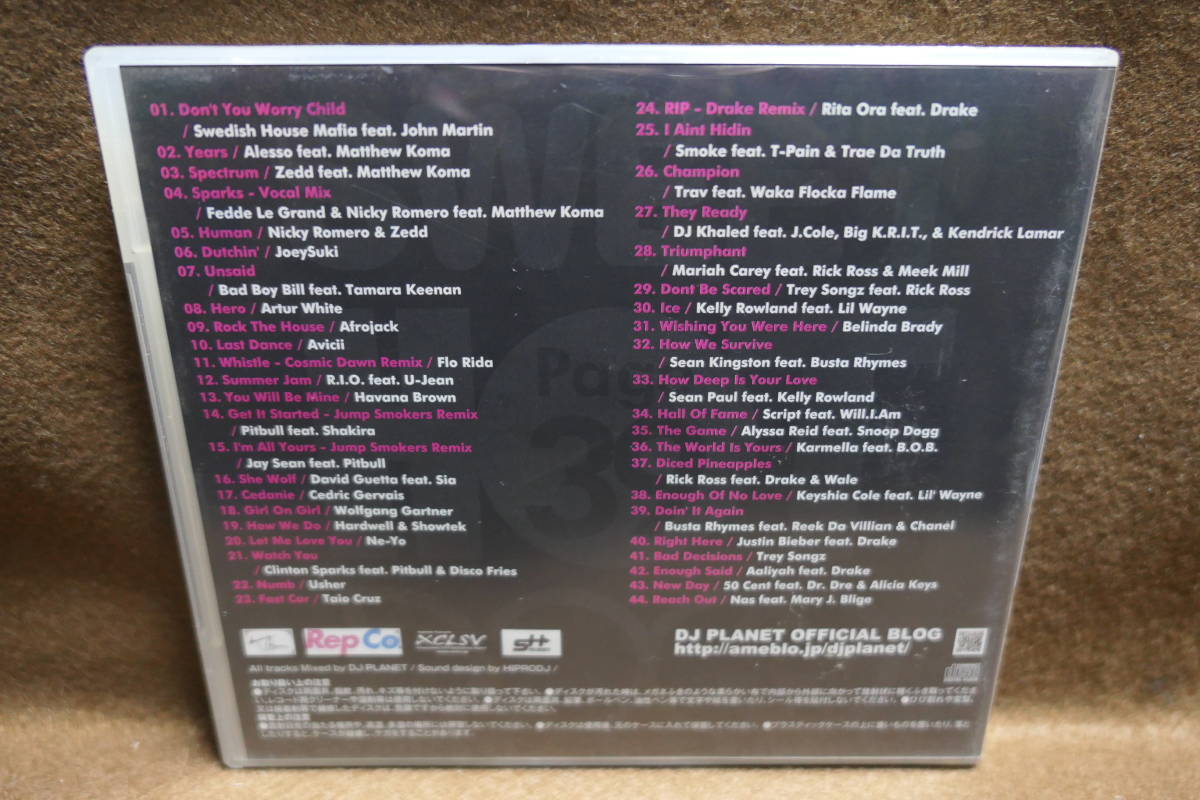 01. Don't You Worry Child
/ Swedish House Mafia feat. John Martin
02. Years / Alesso feat. Matthew Koma
03. Spectrum / Zedd feat. Matthew Koma
04. Sparks - Vocal Mix
/ Fedde Le Grand & Nicky Romero feat. Matthew Koma
05. Human / Nicky Romero & Zedd
06. Dutchin' / JoeySuki
07. Unsaid
/ Bad Boy Bill feat. Tamara Keenan
08. Hero / Artur White
09. Rock The House / Afrojack
10. Last Dance / Avicii
11. Whistle - Cosmic Dawn Remix / Flo Rida
12. Summer Jam / R.I.O. feat. U-Jean
13. You Will Be Mine / Havana Brown
14. Get It Started - Jump Smokers Remix
/ Pitbull feat. Shakira
15. I'm All Yours - Jump Smokers Remix
/ Jay Sean feat. Pitbull
16. She Wolf / David Guetta feat. Sia
17. Cedanie / Cedric Gervais
18. Girl On Girl / Wolfgang Gartner
19. How We Do / Hardwell & Showtek
20. Let Me Love You / Ne-Yo
21. Watch You
/ Clinton Sparks feat. Pitbull & Disco Fries
22. Numb / Usher
23. Fast Car / Taio Cruz
24. RIP - Drake Remix / Rita Ora feat. Drake
25. I Aint Hidin
/ Smoke feat. T-Pain & Trae Da Truth
26. Champion
/ Trav feat. Waka Flocka Flame
27. They Ready
/ DJ Khaled feat. J.Cole, Big K.R.I.T., & Kendrick Lamar
28. Triumphant
/ Mariah Carey feat. Rick Ross & Meek Mill
29. Dont Be Scared / Trey Songz feat. Rick Ross
30. Ice / Kelly Rowland feat. Lil Wayne
31. Wishing You Were Here / Belinda Brady
32. How We Survive
/ Sean Kingston feat. Busta Rhymes
33. How Deep Is Your Love
/ Sean Paul feat. Kelly Rowland
34. Hall Of Fame / Script feat. Will.I.Am
35. The Game / Alyssa Reid feat. Snoop Dogg
36. The World Is Yours / Karmella feat. B.O.B.
37. Diced Pineapples
/ Rick Ross feat. Drake & Wale
38. Enough Of No Love / Keyshia Cole feat. Lil' Wayne
39. Doin' It Again
/ Busta Rhymes feat. Reek Da Villian & Chanel
40. Right Here / Justin Bieber feat. Drake
41. Bad Decisions / Trey Songz
42. Enough Said / Aaliyah feat. Drake
43. New Day / 50 Cent feat. Dr. Dre & Alicia Keys
44. Reach Out / Nas feat. Mary J. Blige
SWEET
Page
Rep Co.
XCLSV
DJ PLANET OFFICIAL BLOG
http://ameblo.jp/djplanet/
All tracks Mixed by DJ PLANET / Sound design by HIPRODJ /
お取り扱い上の注意
保管上の注意